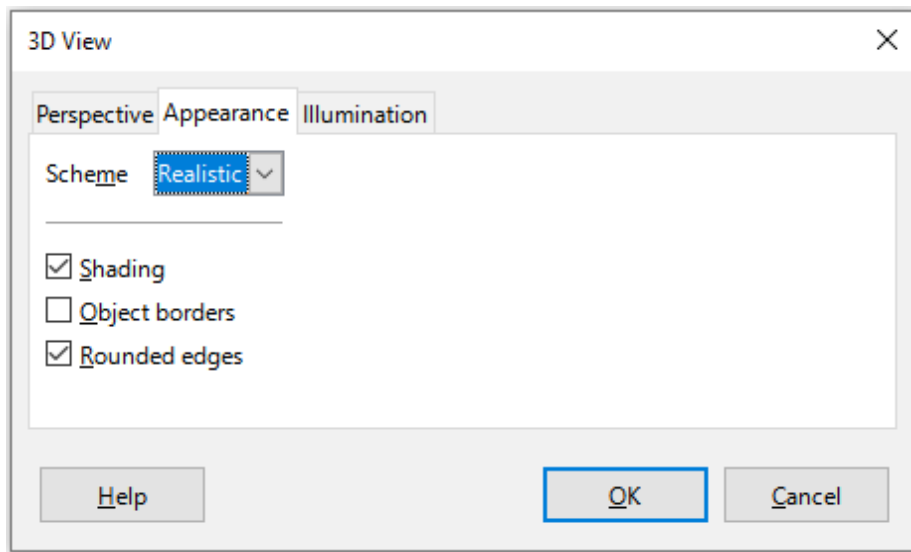 3D View
Perspective Appearance Illumination
Scheme Realistic
Shading
Object borders
Rounded edges
Help OK Cancel